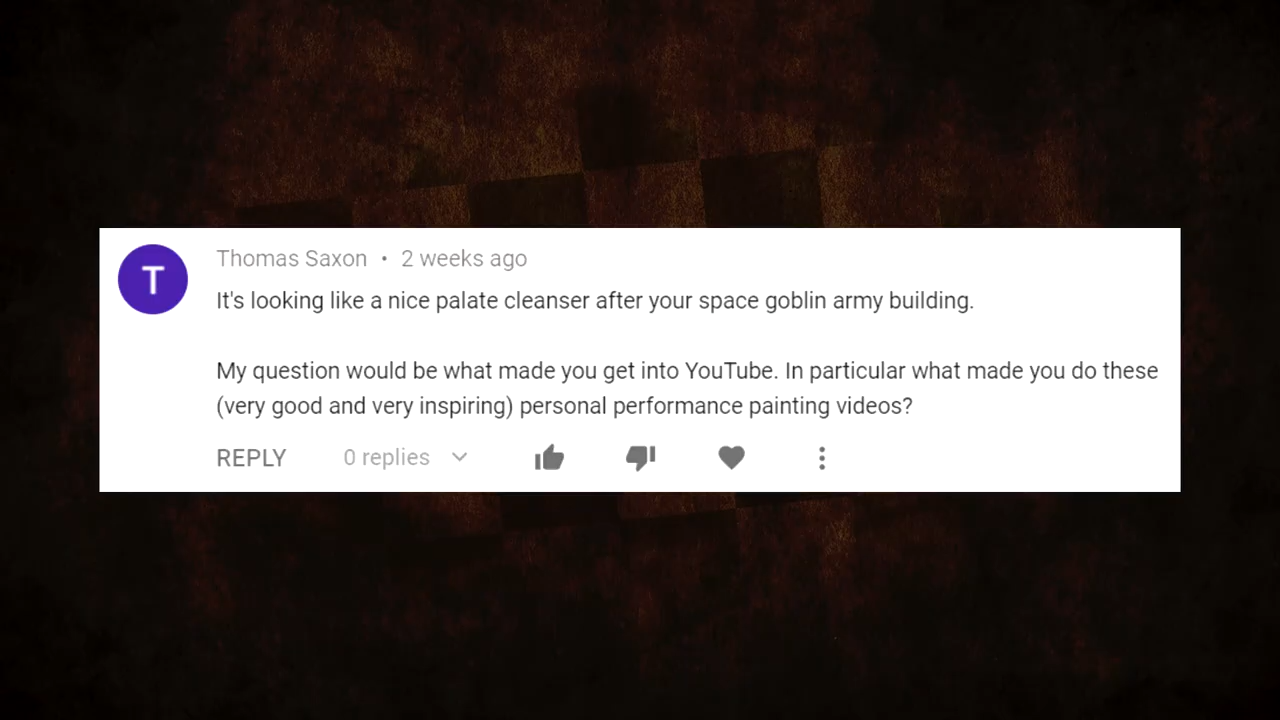 T
Thomas Saxon • 2 weeks ago
It's looking like a nice palate cleanser after your space goblin army building.
My question would be what made you get into YouTube. In particular what made you do these
(very good and very inspiring) personal performance painting videos?
REPLY 0 replies